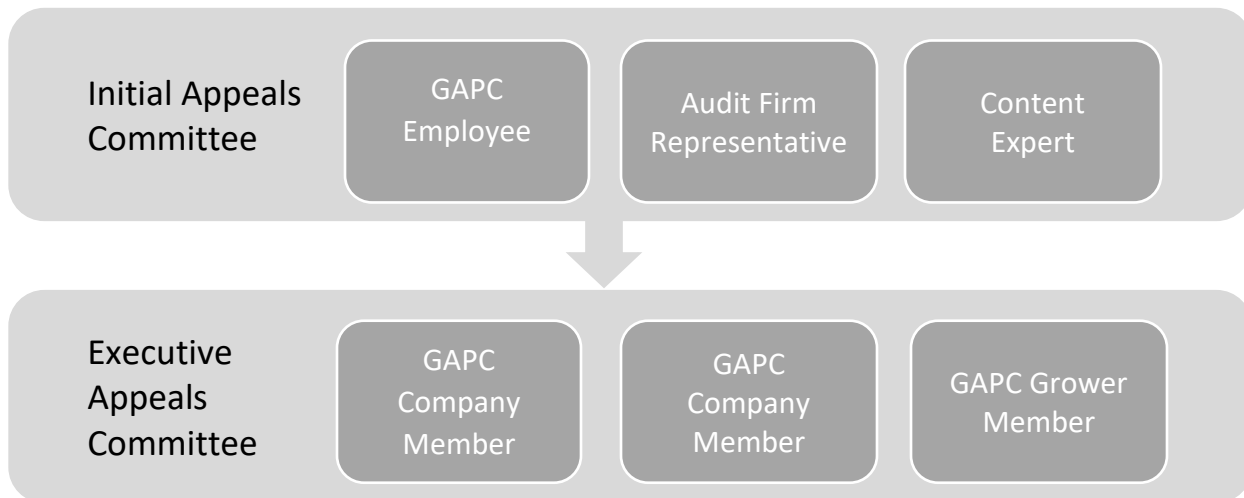 Initial Appeals
Committee
GAPC
Employee
Audit Firm
Representative
Content
Expert
Executive
Appeals
Committee
GAPC
Company
Member
GAPC
Company
Member
GAPC Grower
Member